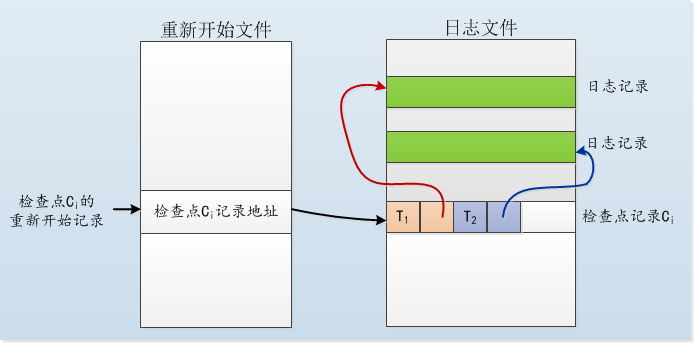 重新开始文件
日志文件
日志记录
日志记录
检查点Ci的
重新开始记录
检查点Ci记录地址
T1
T2
检查点记录Ci